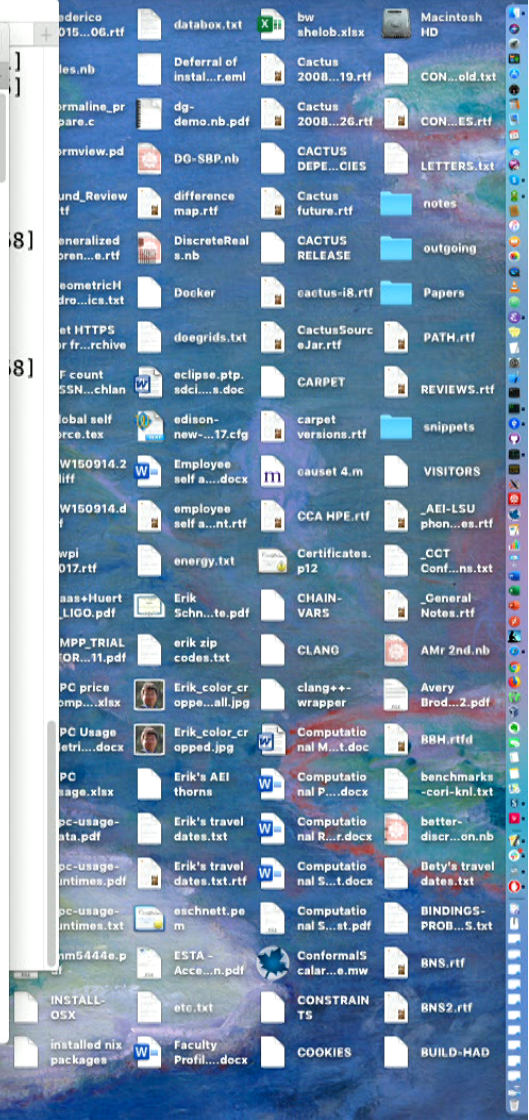 ]
]
58]
58]
ederico
015...06.rtf
les.nb
ormaline_pr
pare.c
ormview.pd
und_Review
tf
eneralized
oren...e.rtf
eometricH
dro...ics.txt
et HTTPS
or fr...rchive
F count
SSN...chlan
lobal self
orce.tex
W150914.2
diff
W150914.d
f
wpi
017.rtf
aas+Huert
_LIGO.pdf
MPP_TRIAL
FOR...11.pdf
PC price
omp....xlsx
PC Usage
etri....docx
PC
sage.xlsx
pc-usage-
ata.pdf
pc-usage-
untimes.pdf
pc-usage-
untimes.txt
nm5444e.p
df
INSTALL-
OSX
installed nix
packages
databox.txt
Deferral of
instal...r.eml
dg-
demo.nb.pdf
DG-SBP.nb
difference
map.rtf
DiscreteReal
s.nb
Docker
doegrids.txt
eclipse.ptp.
sdci....s.doc
edison-
new-...17.cfg
Employee
self a....docx
employee
self a...nt.rtf
energy.txt
Erik
Schn...te.pdf
erik zip
codes.txt
Erik_color_cr
oppe...all.jpg
Erik_color_cr
opped.jpg
Erik's AEI
thorns
Erik's travel
dates.txt
Erik's travel
dates.txt.rtf
eschnett.pe
m
ESTA -
Acce...n.pdf
etc.txt
Faculty
Profil....docx
bw
shelob.xlsx
Cactus
2008...19.rtf
Cactus
2008...26.rtf
CACTUS
DEPE...CIES
Cactus
future.rtf
CACTUS
RELEASE
cactus-i8.rtf
CactusSourc
eJar.rtf
CARPET
carpet
versions.rtf
m
causet 4.m
CCA HPE.rtf
Certificates.
p12
CHAIN-
VARS
CLANG
clang++-
wrapper
Computatio
nal M...t.doc
Computatio
nal P....docx
Computatio
nal R...r.docx
Computatio
nal S...t.docx
Computatio
nal S...st.pdf
ConformalS
calar...e.mw
CONSTRAIN
TS
COOKIES
Macintosh
HD
CON...old.txt
CON...ES.rtf
LETTERS.txt
notes
outgoing
Papers
PATH.rtf
REVIEWS.rtf
snippets
VISITORS
_AEI-LSU
phon...es.rtf
_CCT
Conf...ns.txt
_General
Notes.rtf
AMr 2nd.nb
Avery
Brod...2.pdf
BBH.rtfd
benchmarks
-cori-knl.txt
better-
discr...on.nb
Bety's travel
dates.txt
BINDINGS-
PROB...S.txt
BNS.rtf
BNS2.rtf
BUILD-HAD